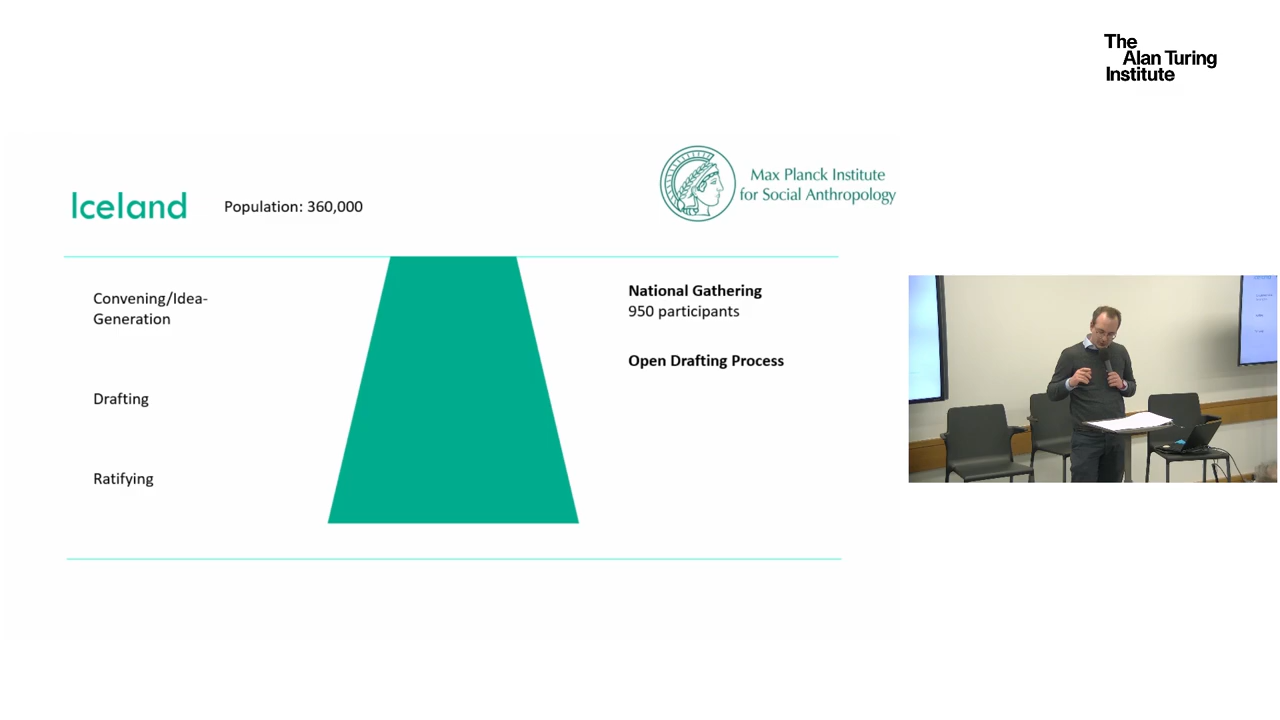 The
Alan Turing
Institute
Max Planck Institute
for Social Anthropology
Iceland
Population: 360,000
Convening/Idea-
Generation
Drafting
Ratifying
National Gathering
950 participants
Open Drafting Process